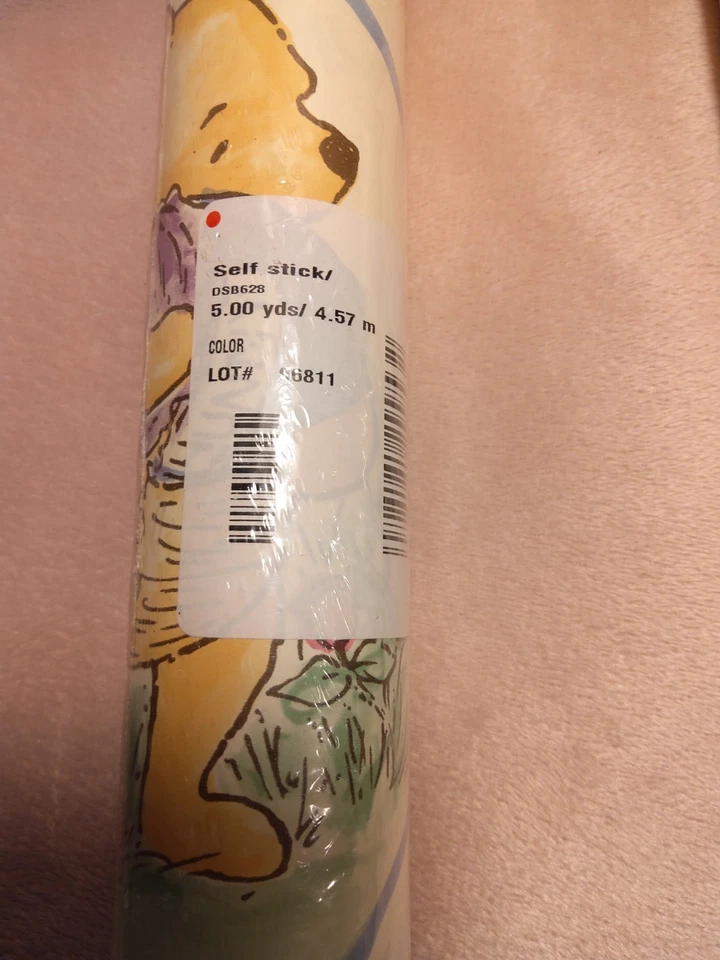 Self stick/
DSB628
5.00 yds/ 4.57 m
COLOR
LOT#